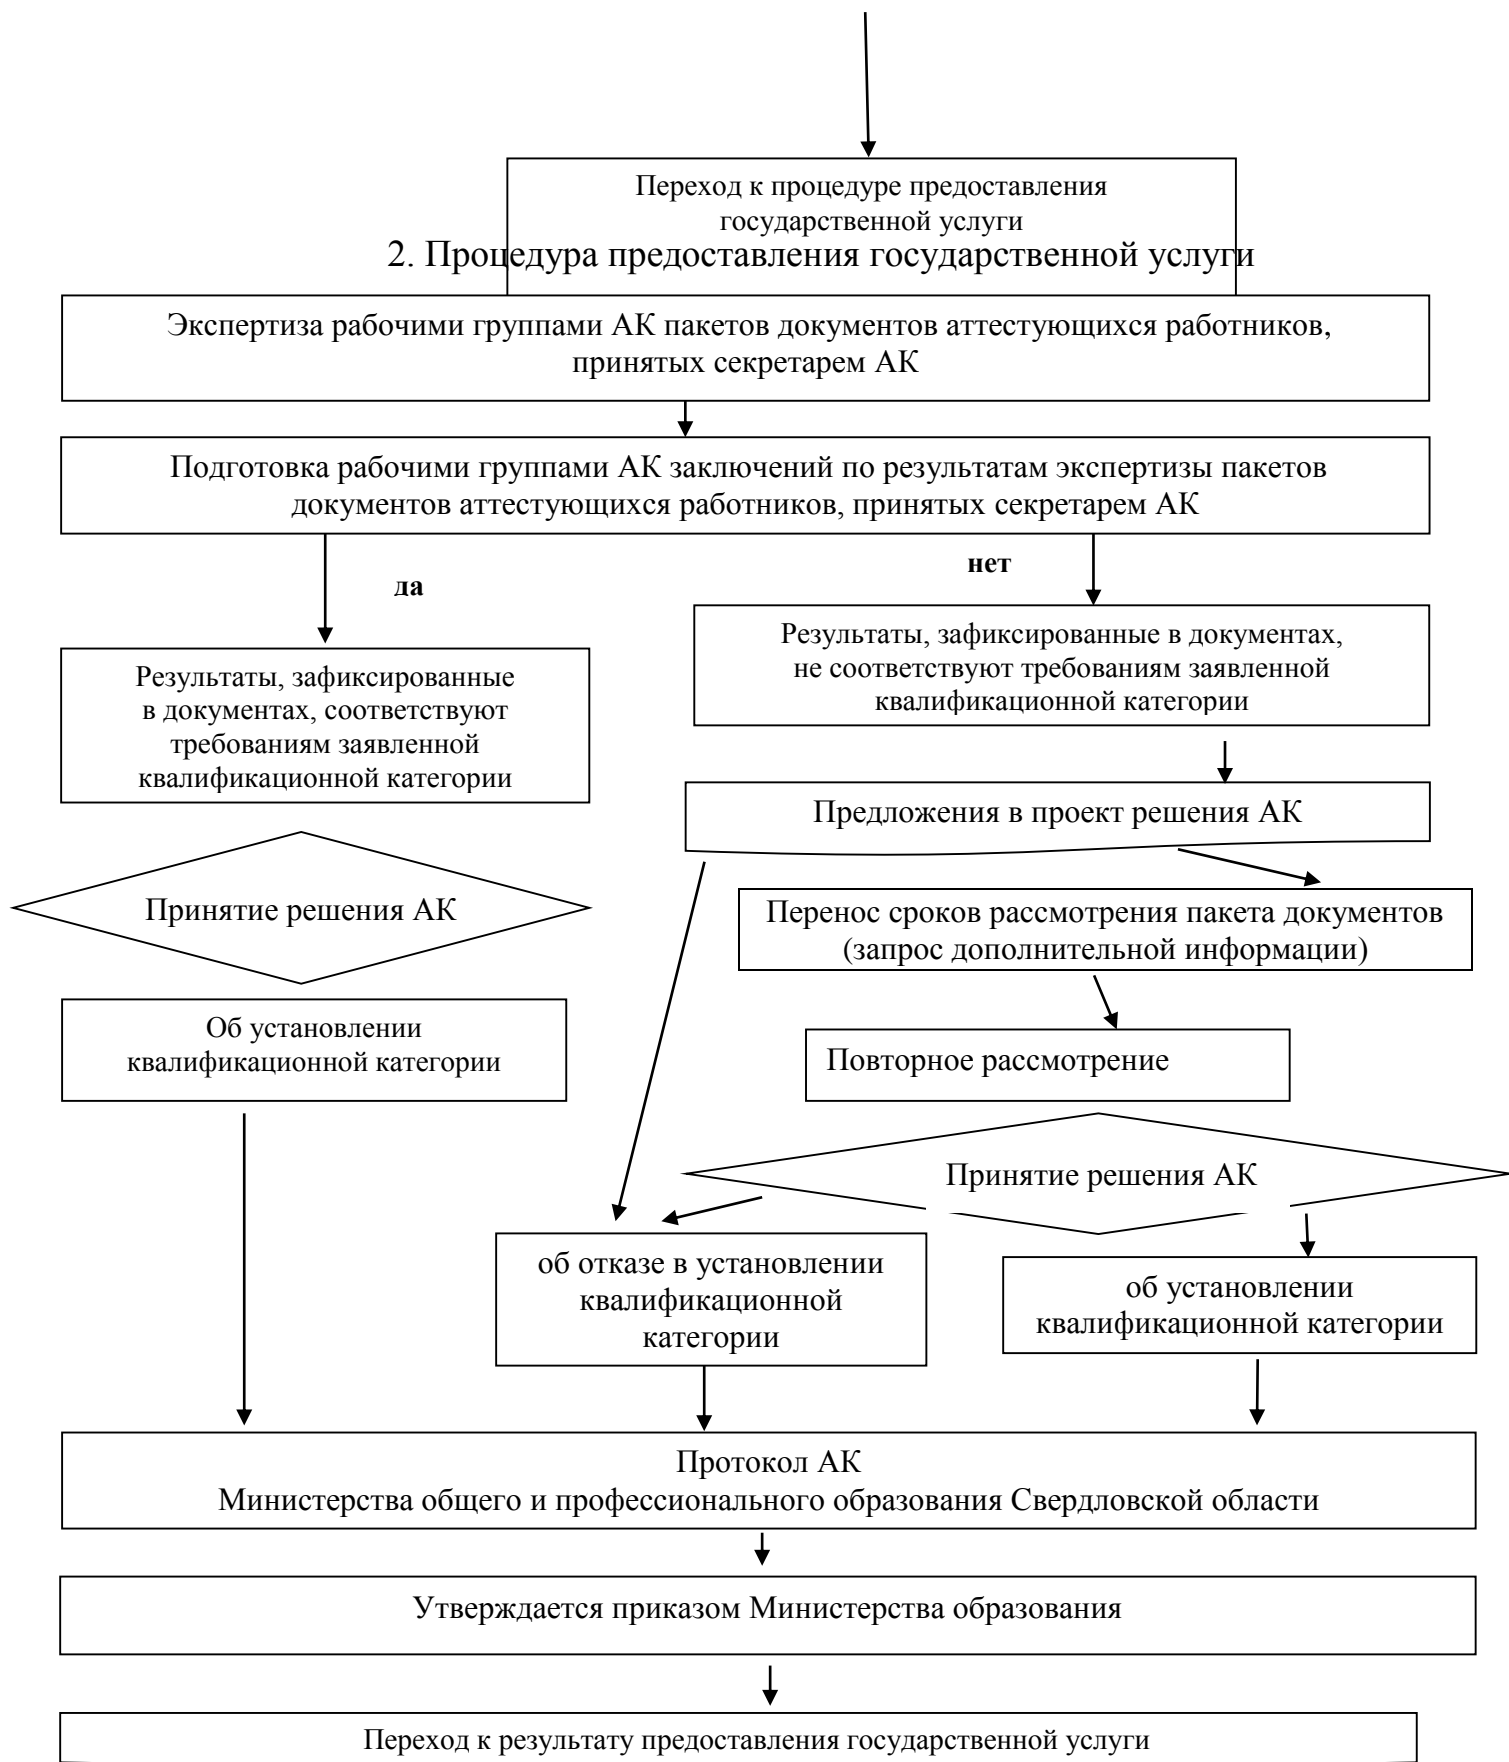 Переход к процедуре предоставления
государственной услуги
2. Процедура предоставления государственной услуги
Экспертиза рабочими группами АК пакетов документов аттестующихся работников,
принятых секретарем АК
Подготовка рабочими группами АК заключений по результатам экспертизы пакетов
документов аттестующихся работников, принятых секретарем АК
да
нет
Результаты, зафиксированные
в документах, соответствуют
требованиям заявленной
квалификационной категории
Результаты, зафиксированные в документах,
не соответствуют требованиям заявленной
квалификационной категории
Предложения в проект решения АК
Принятие решения АК
Перенос сроков рассмотрения пакета документов
(запрос дополнительной информации)
Об установлении
квалификационной категории
Повторное рассмотрение
Принятие решения АК
об отказе в установлении
квалификационной
категории
об установлении
квалификационной категории
Протокол АК
Министерства общего и профессионального образования Свердловской области
Утверждается приказом Министерства образования
Переход к результату предоставления государственной услуги